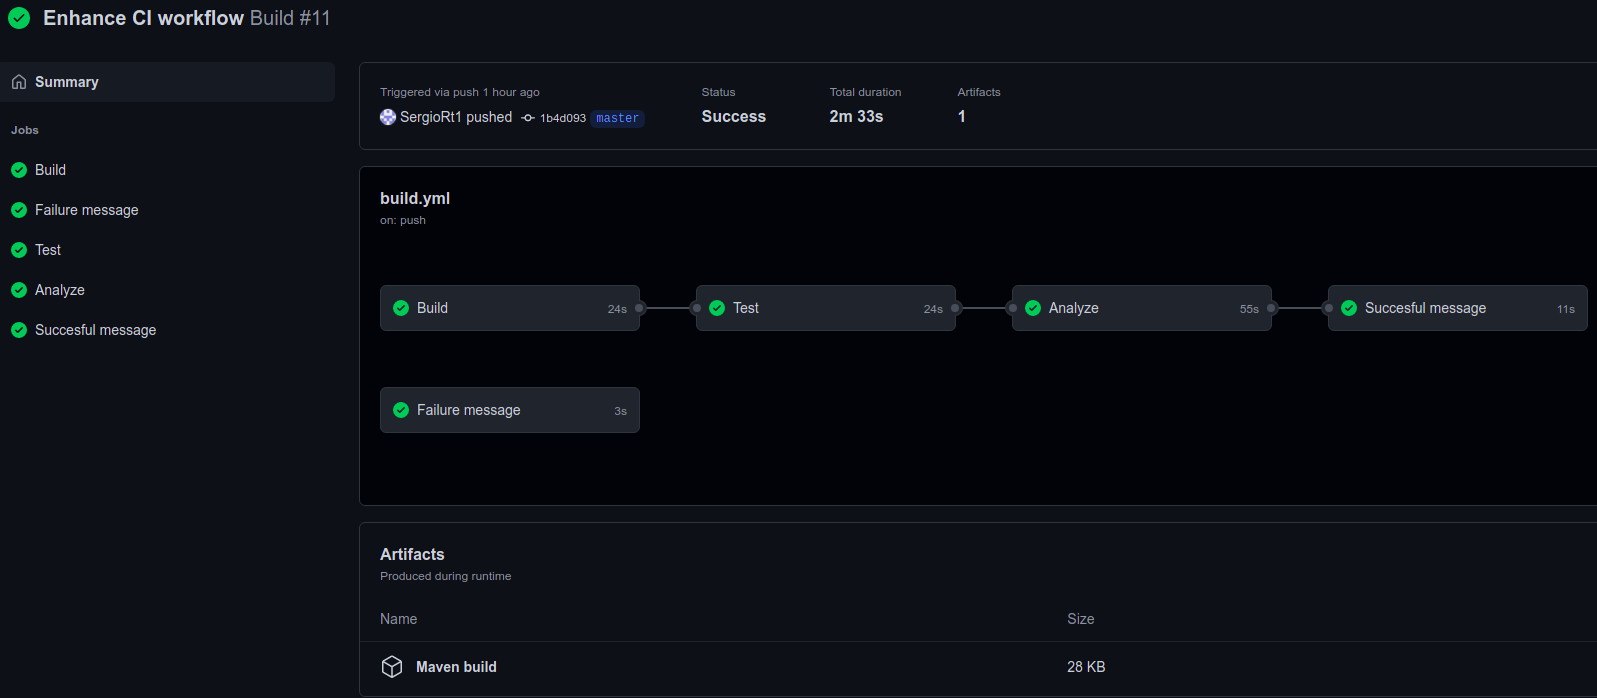 Enhance CI workflow Build #11
Summary
Jobs
Build
Failure message
Test
Analyze
Succesful message
Triggered via push 1 hour ago
SergioRt1 pushed 1b4d093 master
Status
Success
Total duration
2m 33s
Artifacts
1
build.yml
on: push
Build 24s
Test 24s
Analyze 55s
Succesful message 11s
Failure message 3s
Artifacts
Produced during runtime
Name Size
Maven build 28 KB